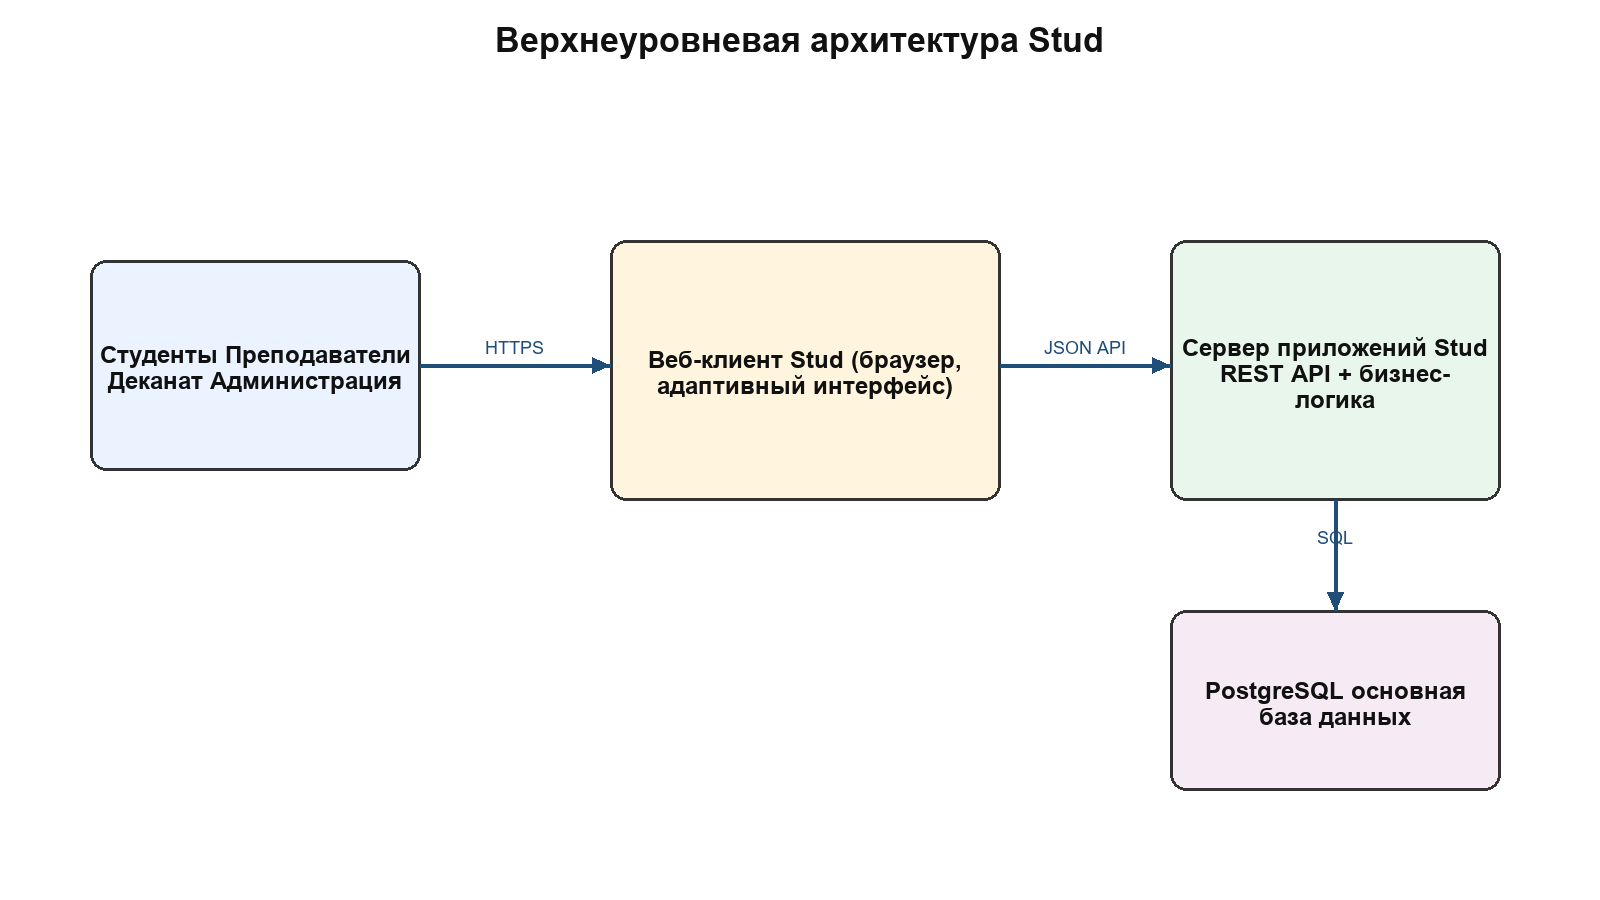 Верхнеуровневая архитектура Stud
Студенты Преподаватели
Деканат Администрация
HTTPS
Веб-клиент Stud (браузер,
адаптивный интерфейс)
JSON API
Сервер приложений Stud
REST API + бизнес-
логика
SQL
PostgreSQL основная
база данных